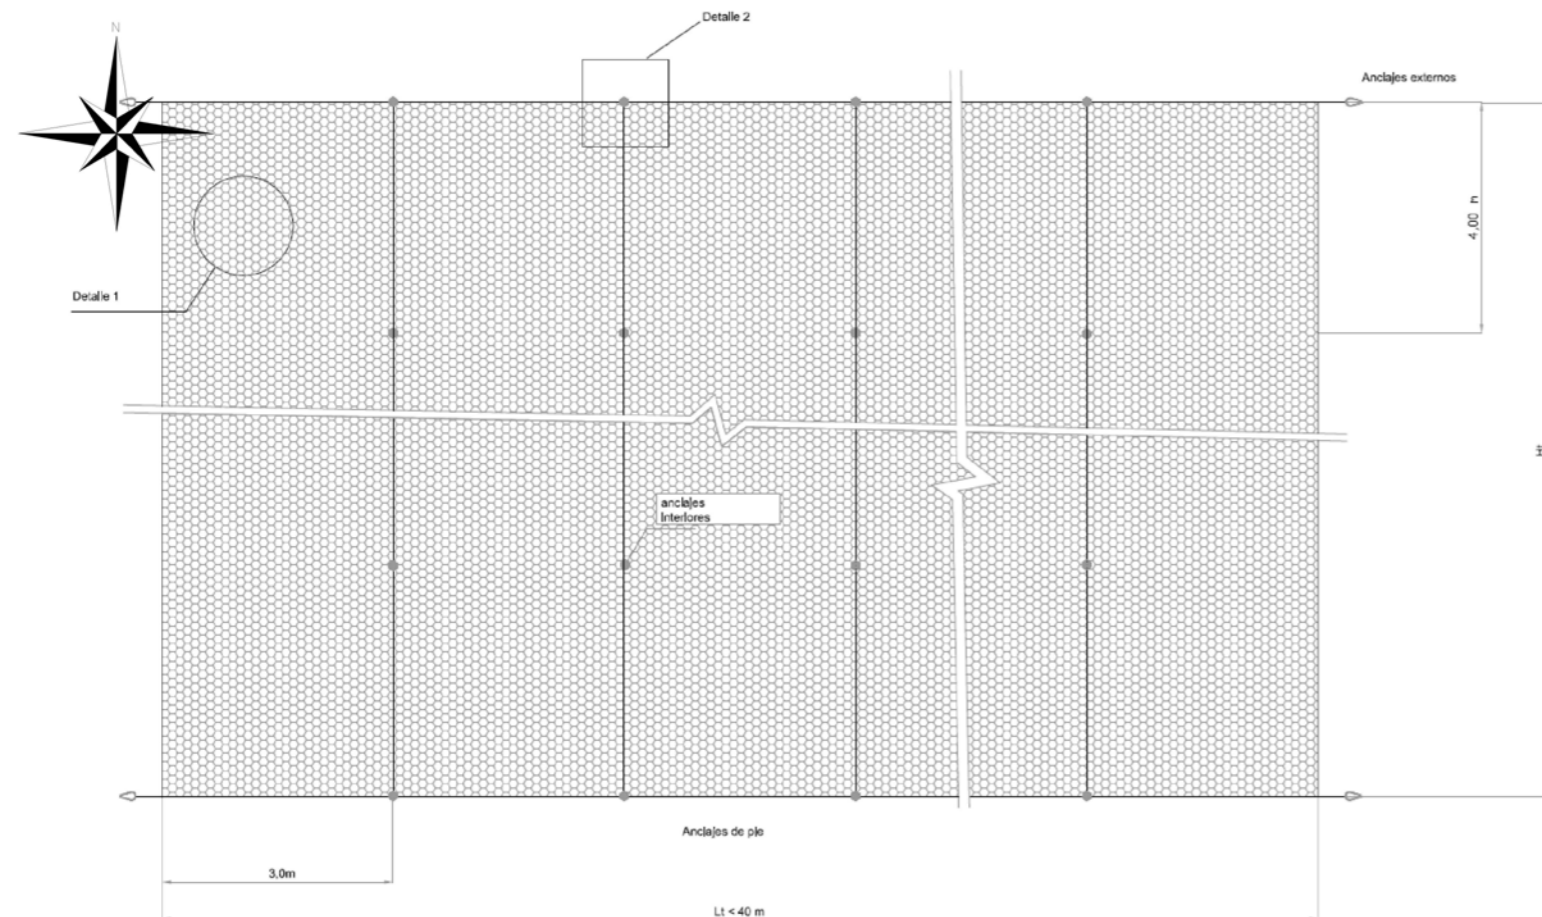 Detalle 2
N
Anclajes externos
4,00 m
Detalle 1
anclajes
Interiores
Anclajes de pie
3,0m
Lt < 40 m